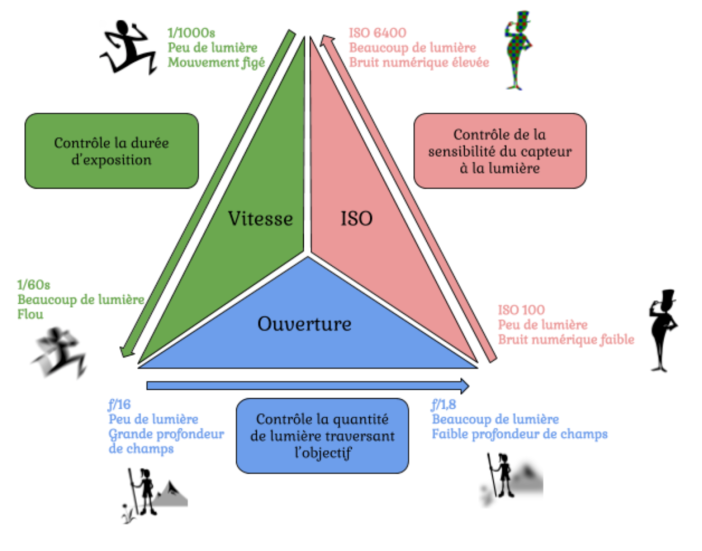 1/1000s
Peu de lumière
Mouvement figé
ISO 6400
Beaucoup de lumière
Bruit numérique élevée
Contrôle la durée
d'exposition
Contrôle de la
sensibilité du capteur
à la lumière
Vitesse
ISO
1/60s
Beaucoup de lumière
Flou
ISO 100
Peu de lumière
Bruit numérique faible
Ouverture
f/16
Peu de lumière
Grande profondeur
de champs
Contrôle la quantité
de lumière traversant
l'objectif
f/1,8
Beaucoup de lumière
Faible profondeur de champs